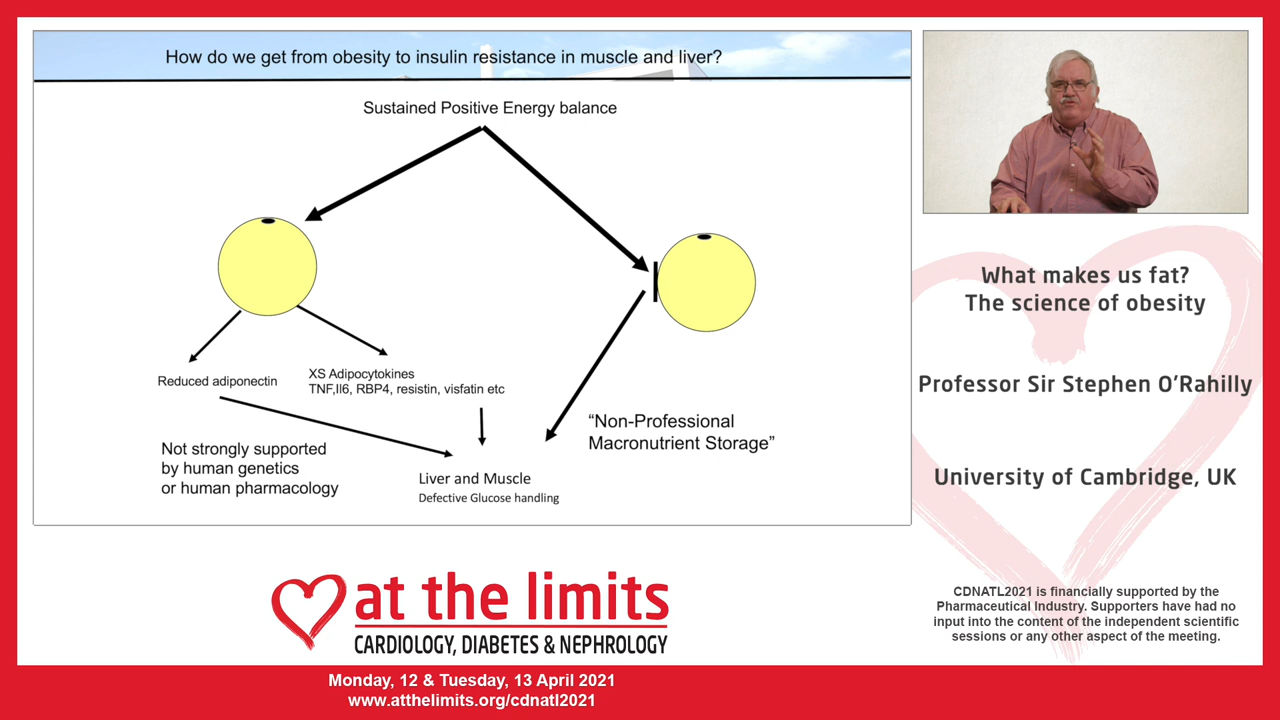 How do we get from obesity to insulin resistance in muscle and liver?
Sustained Positive Energy balance
Reduced adiponectin
XS Adipocytokines
TNF,Il6, RBP4, resistin, visfatin etc
Not strongly supported
by human genetics
or human pharmacology
“Non-Professional
Macronutrient Storage”
Liver and Muscle
Defective Glucose handling
What makes us fat?
The science of obesity
Professor Sir Stephen O'Rahilly
University of Cambridge, UK
CDNATL2021 is financially supported by the
Pharmaceutical Industry. Supporters have had no
input into the content of the independent scientific
sessions or any other aspect of the meeting.
at the limits
CARDIOLOGY, DIABETES & NEPHROLOGY
Monday, 12 & Tuesday, 13 April 2021
www.atthelimits.org/cdnatl2021